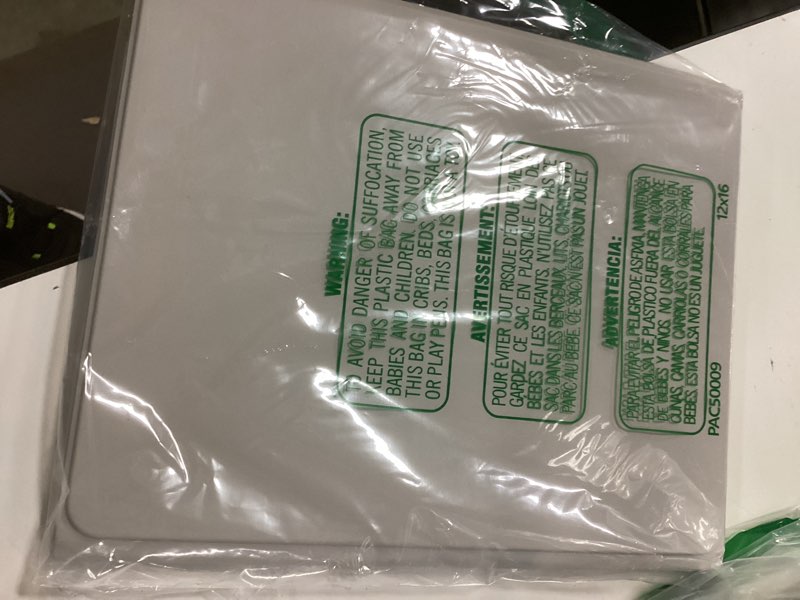 WARNING:
TO AVOID DANGER OF SUFFOCATION,
KEEP THIS PLASTIC BAG AWAY FROM
BABIES AND CHILDREN. DO NOT USE
THIS BAG IN CRIBS, BEDS, CARRIAGES
OR PLAY PENS. THIS BAG IS NOT A TOY.
AVERTISSEMENT:
POUR ÉVITER TOUT RISQUE D'ÉTOUFFEMENT,
GARDEZ CE SAC EN PLASTIQUE LOIN DES
BÉBÉS ET LES ENFANTS. N'UTILISEZ PAS CE
SAC DANS LES BERCEAUX, LITS, CHARIOTS OU
PARC AU BÉBÉ. CE SAC N'EST PAS UN JOUET.
ADVERTENCIA:
PARA EVITAR EL PELIGRO DE ASFIXIA, MANTENGA
ESTA BOLSA DE PLASTICO FUERA DEL ALCANCE
DE BEBES Y NIÑOS. NO USAR ESTA BOLSA EN
CUNAS, CAMAS, CARRIOLAS O CORRALES PARA
BEBES. ESTA BOLSA NO ES UN JUGUETE.
PAC50009
12x16